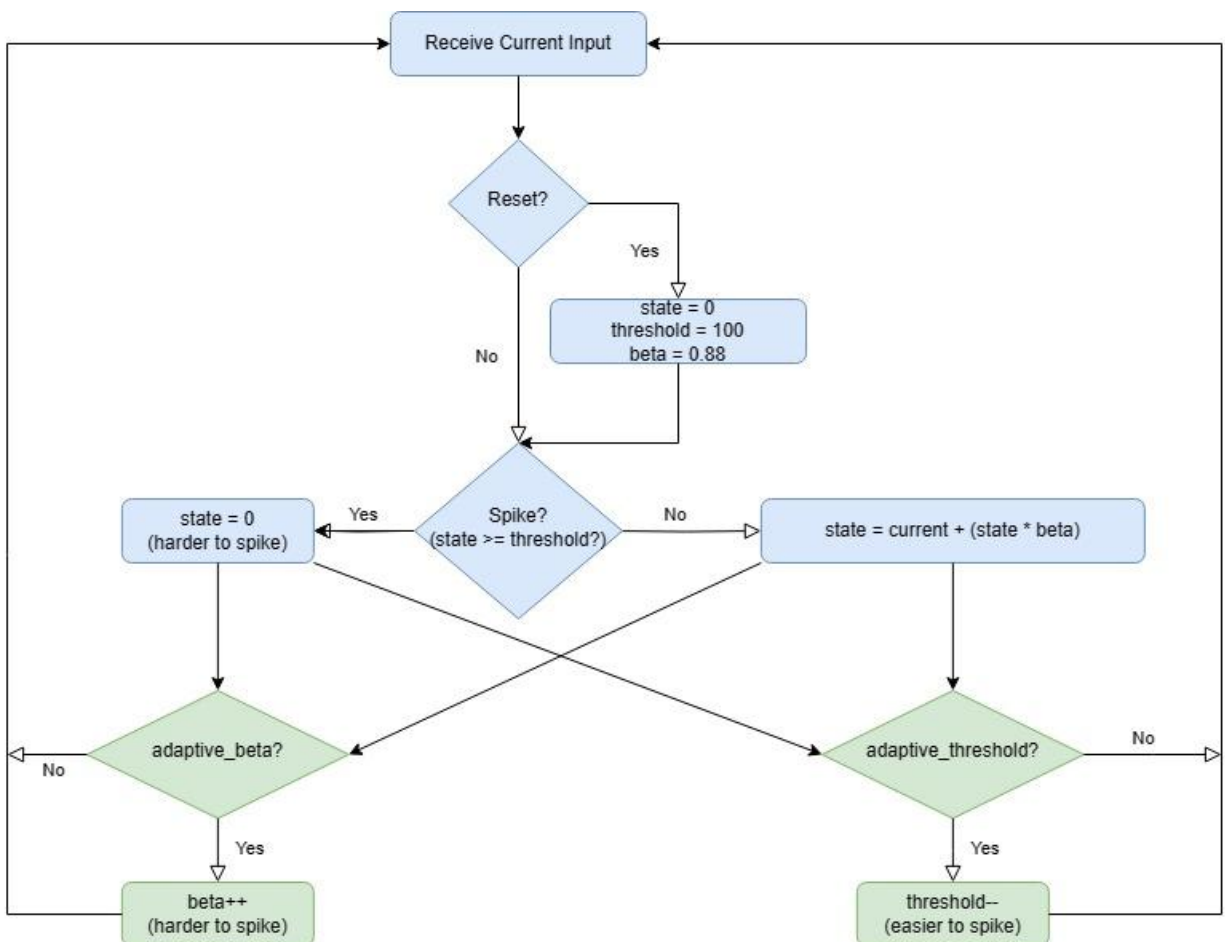 Receive Current Input
Reset?
Yes
state = 0
threshold = 100
beta = 0.88
No
state = 0
(harder to spike)
Yes
Spike?
(state >= threshold?)
No
state = current + (state * beta)
adaptive_beta?
No
Yes
beta++
(harder to spike)
adaptive_threshold?
No
Yes
threshold--
(easier to spike)